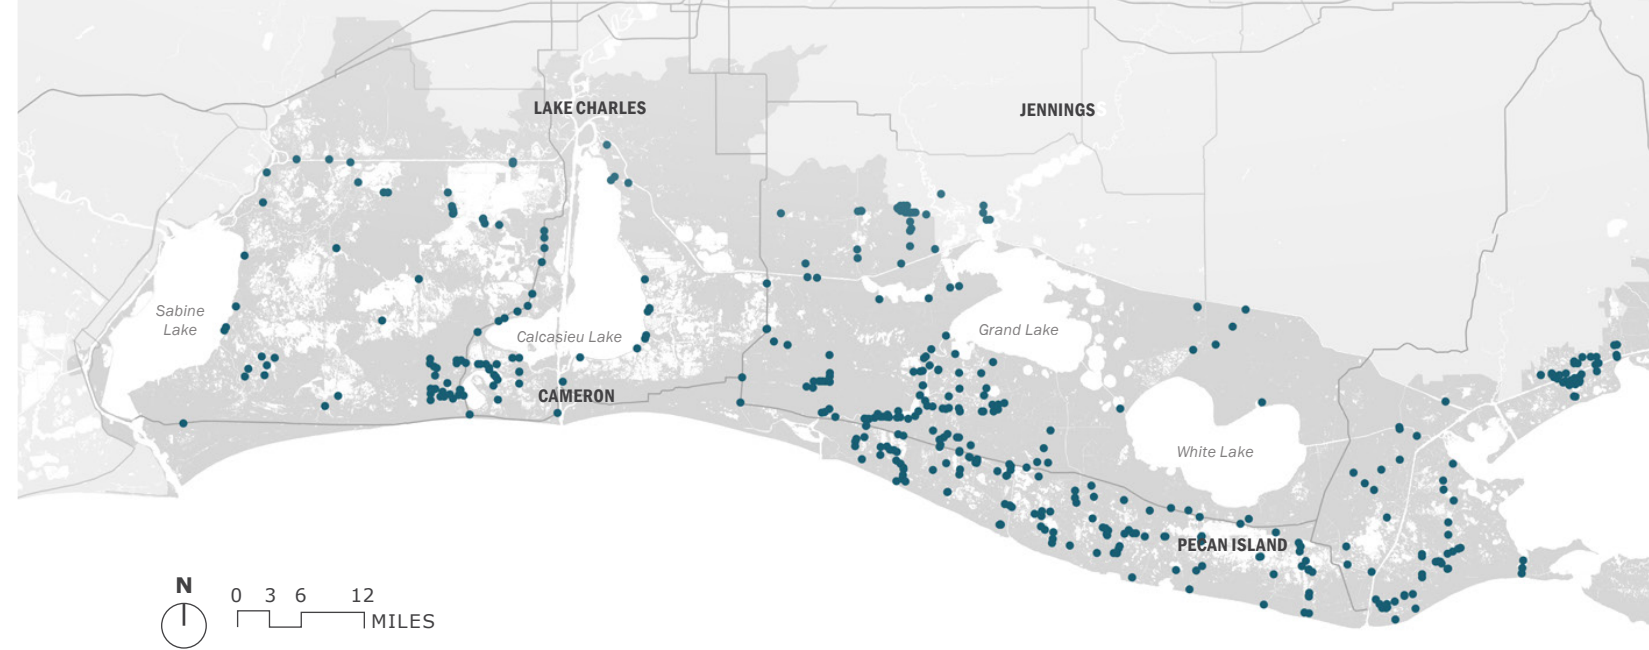 LAKE CHARLES
JENNINGS
Sabine
Lake
Calcasieu Lake
Grand Lake
CAMERON
White Lake
PECAN ISLAND
N
0 3 6 12
MILES